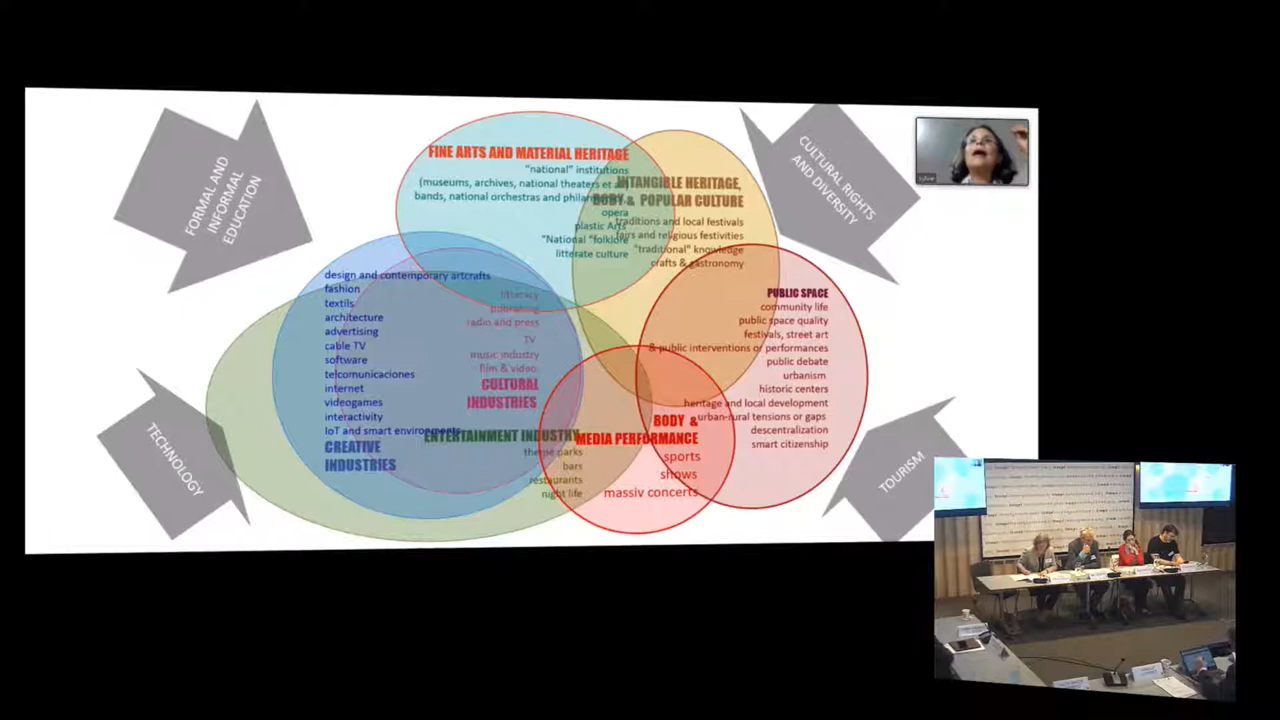 FORMAL AND
INFORMAL
EDUCATION
CULTURAL RIGHTS
AND DIVERSITY
TECHNOLOGY
TOURISM
FINE ARTS AND MATERIAL HERITAGE
"national" institutions
(museums, archives, national theaters et
bands, national orchestras and
opera
plastic Arts
"National "folklore
litterate culture
INTANGIBLE HERITAGE,
BODY & POPULAR CULTURE
traditions and local festivals
fairs and religious festivities
"traditional" knowledge
crafts & gastronomy
PUBLIC SPACE
community life
public space quality
festivals, street art
& public interventions or performances
public debate
urbanism
historic centers
heritage and local development
urban-rural tensions or gaps
descentralization
smart citizenship
design and contemporary artcrafts
fashion
textils
architecture
advertising
cable TV
software
telcomunicaciones
internet
videogames
interactivity
IoT and smart environments
CREATIVE
INDUSTRIES
litteracy
publishing
radio and press
TV
music industry
film & video
CULTURAL
INDUSTRIES
ENTERTAINMENT INDUSTRY
theme parks
bars
restaurants
night life
BODY &
MEDIA PERFORMANCE
sports
shows
massiv concerts